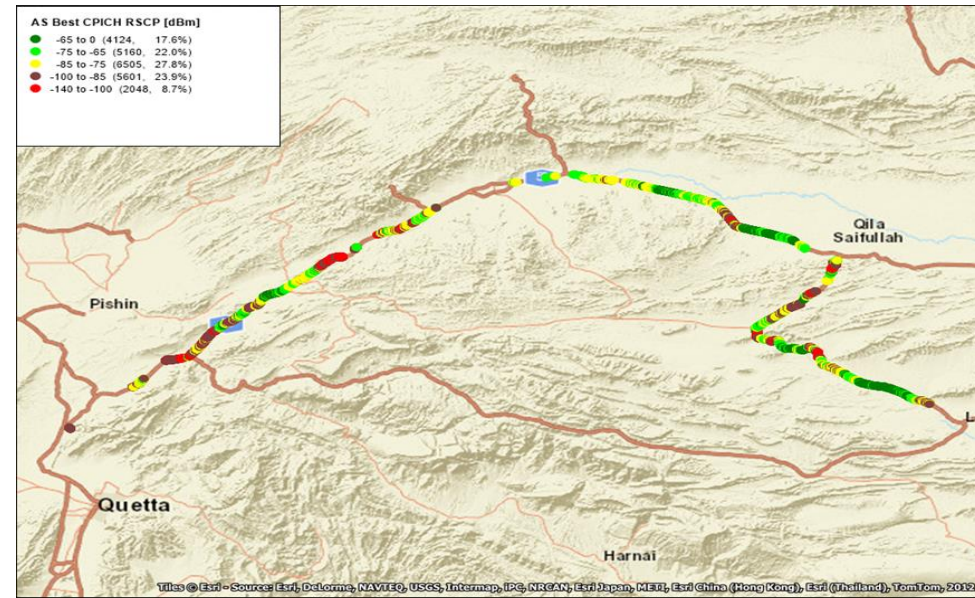 AS Best CPICH RSCP [dBm]
-65 to 0 (4124, 17.6%)
-75 to -65 (5160, 22.0%)
-85 to -75 (6505, 27.8%)
-100 to -85 (5601, 23.9%)
-140 to -100 (2048, 8.7%)
Qila
Saifullah
Pishin
L
Quetta
Harnai
Tiles © Esri - Source: Esri, DeLorme, NAVTEQ, USGS, Intermap, iPC, NRCAN, Esri Japan, METI, Esri China (Hong Kong), Esri (Thailand), TomTom, 2012